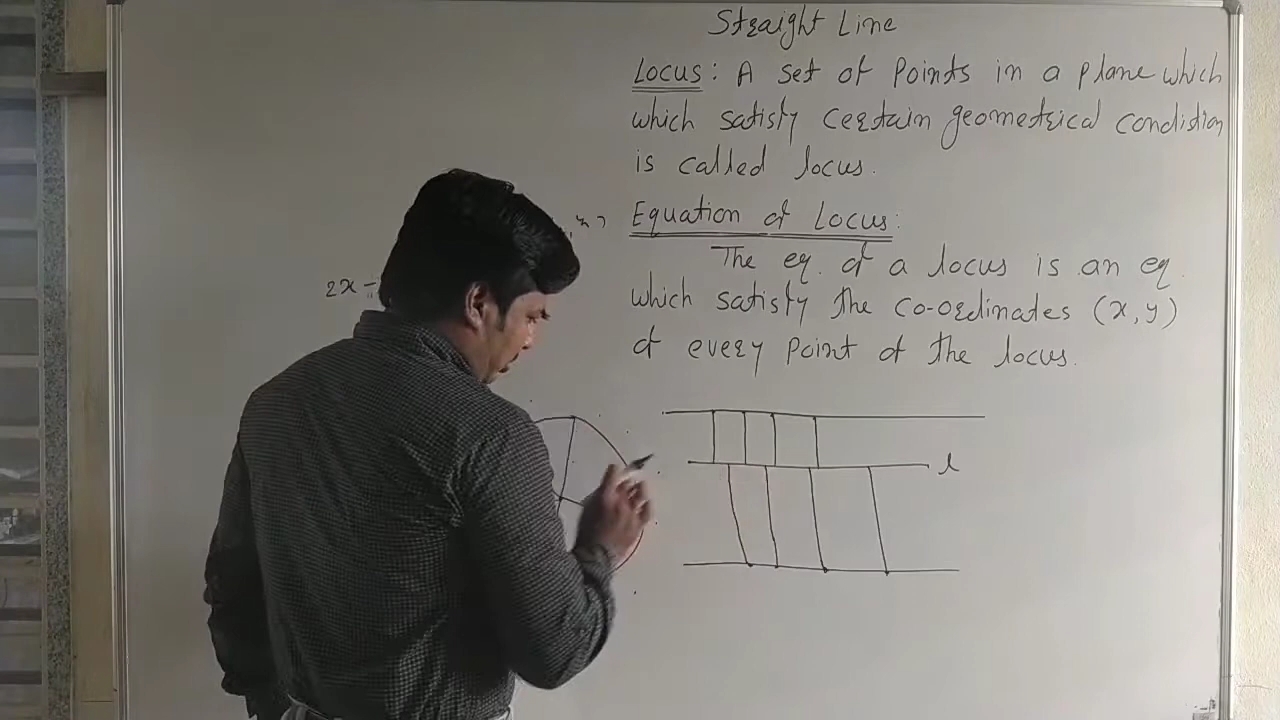 Straight Line
Locus: A set of Points in a plane which
which satisfy certain geometrical condistion
is called locus.
Equation of Locus:
The eq. of a locus is an eq.
which satisfy the co-ordinates (x, y)
of every point of the locus.
2x -
l